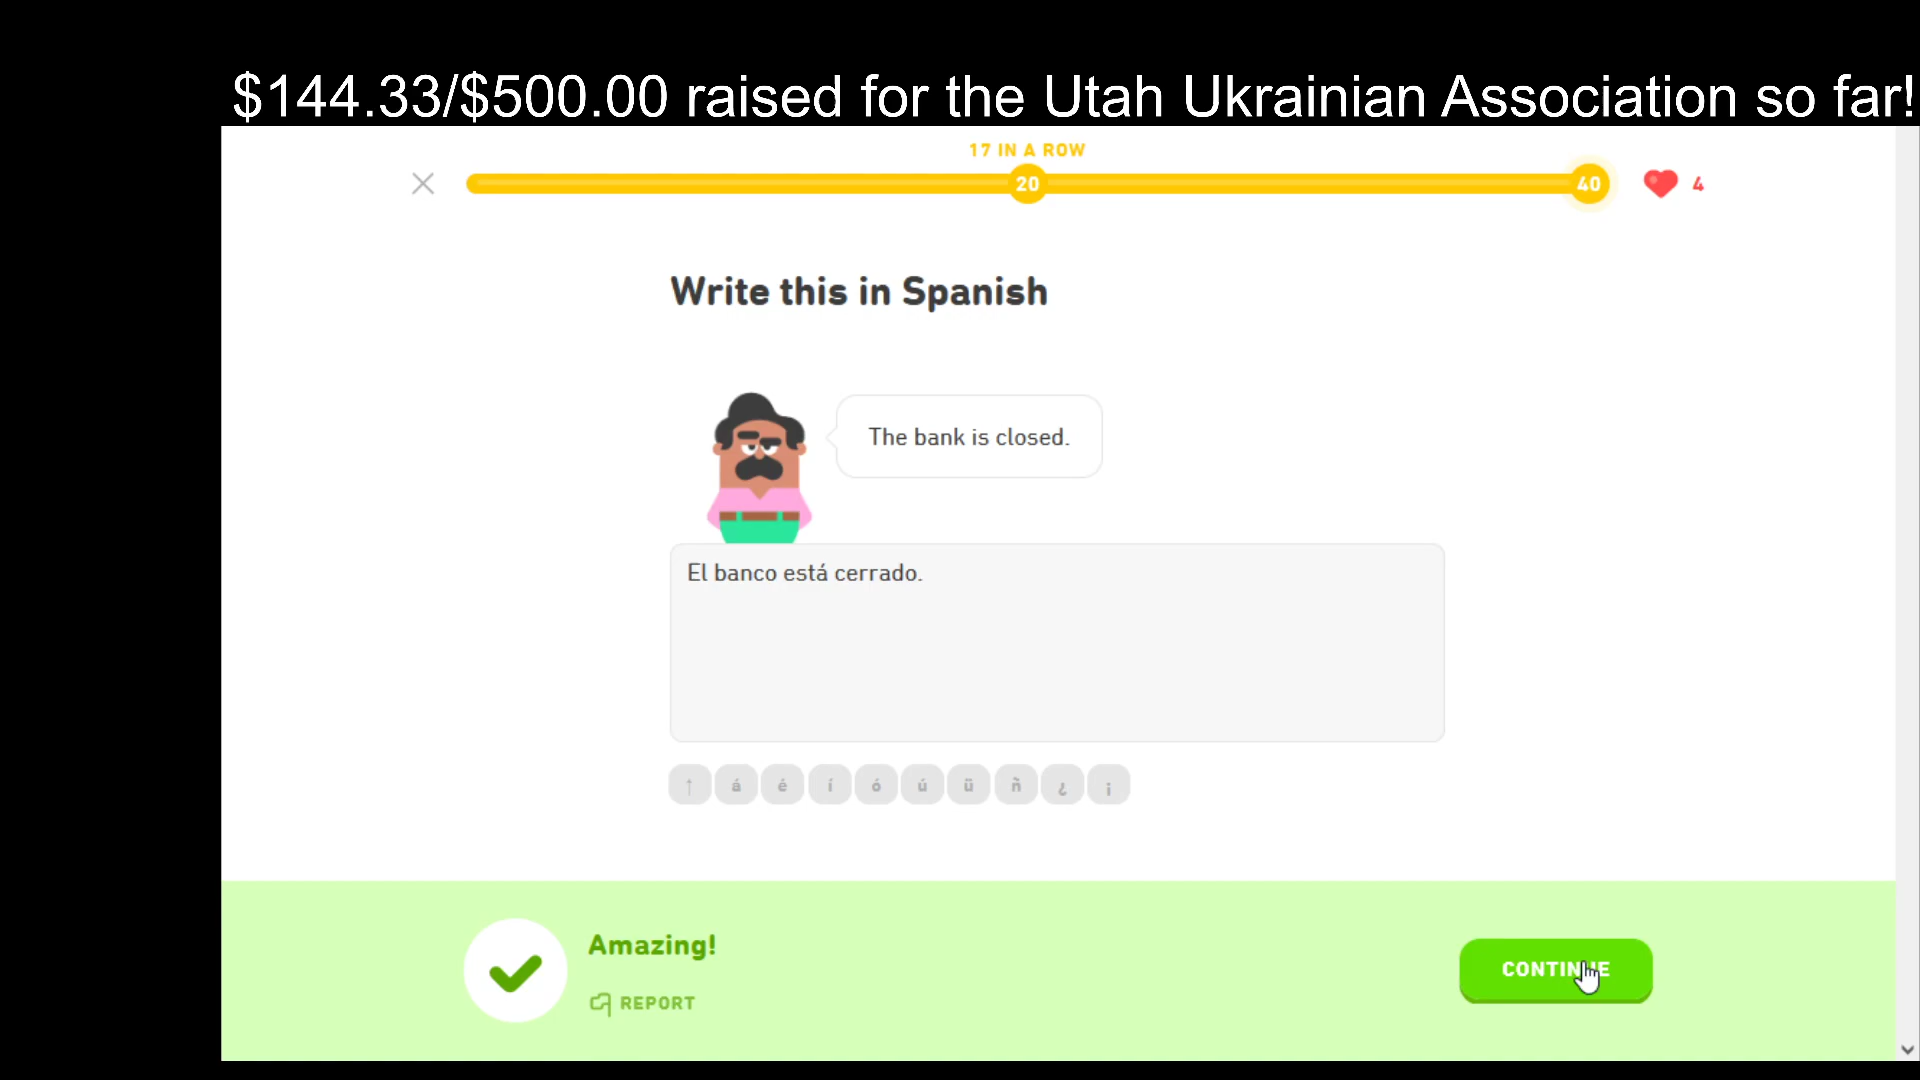 $144.33/$500.00 raised for the Utah Ukrainian Association so far!
17 IN A ROW
20
40
4
Write this in Spanish
The bank is closed.
El banco está cerrado.
↑ á é í ó ú ü ñ ¿ ¡
Amazing!
REPORT
CONTINUE